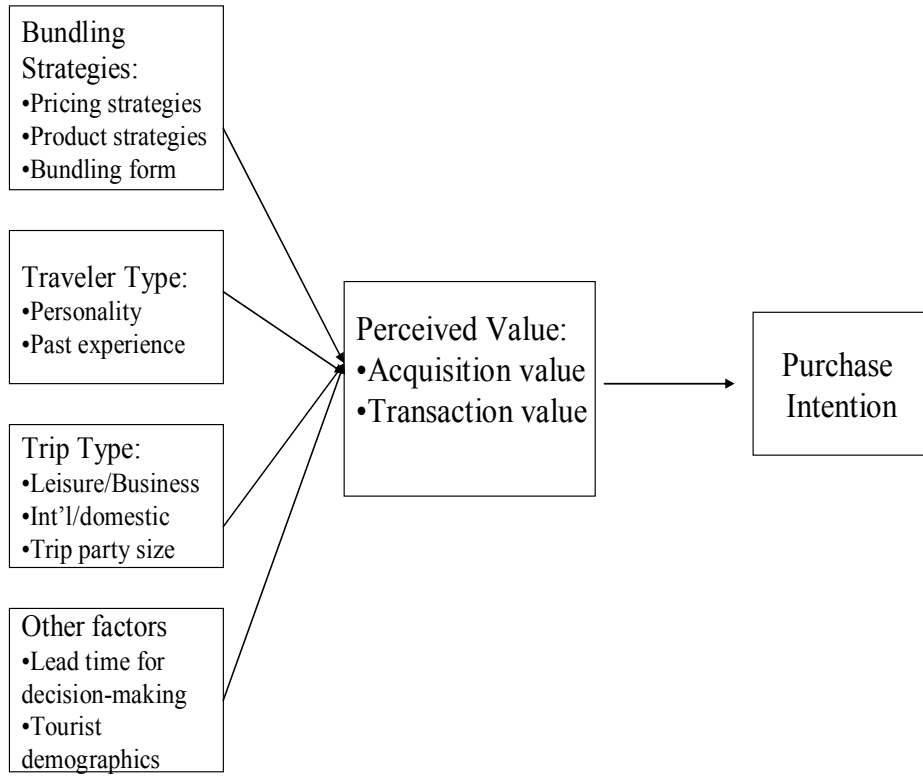 Bundling
Strategies:
•Pricing strategies
•Product strategies
•Bundling form
Traveler Type:
•Personality
•Past experience
Trip Type:
•Leisure/Business
•Int’l/domestic
•Trip party size
Other factors
•Lead time for
decision-making
•Tourist
demographics
Perceived Value:
•Acquisition value
•Transaction value
Purchase
Intention